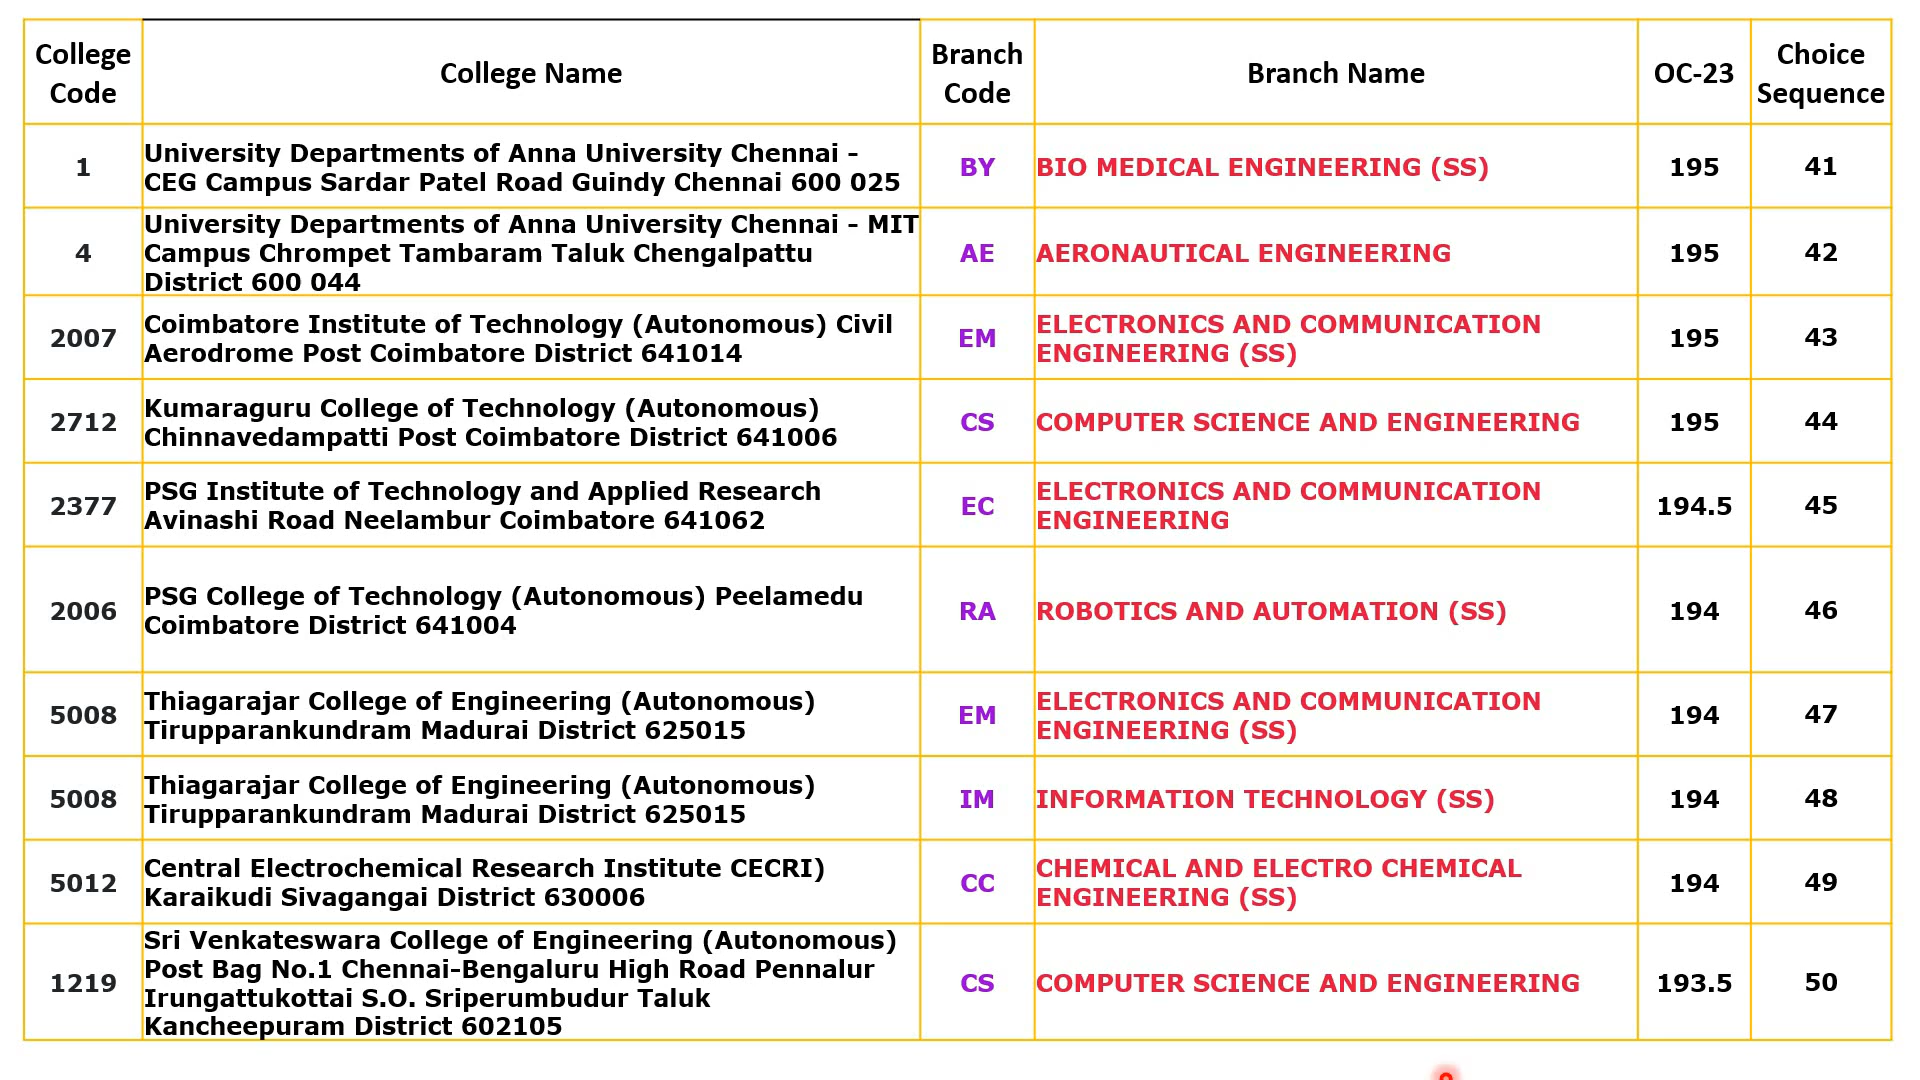 College Code
College Name
Branch Code
Branch Name
OC-23
Choice Sequence
1
University Departments of Anna University Chennai -
CEG Campus Sardar Patel Road Guindy Chennai 600 025
BY
BIO MEDICAL ENGINEERING (SS)
195
41
4
University Departments of Anna University Chennai - MIT
Campus Chrompet Tambaram Taluk Chengalpattu
District 600 044
AE
AERONAUTICAL ENGINEERING
195
42
2007
Coimbatore Institute of Technology (Autonomous) Civil
Aerodrome Post Coimbatore District 641014
EM
ELECTRONICS AND COMMUNICATION
ENGINEERING (SS)
195
43
2712
Kumaraguru College of Technology (Autonomous)
Chinnavedampatti Post Coimbatore District 641006
CS
COMPUTER SCIENCE AND ENGINEERING
195
44
2377
PSG Institute of Technology and Applied Research
Avinashi Road Neelambur Coimbatore 641062
EC
ELECTRONICS AND COMMUNICATION
ENGINEERING
194.5
45
2006
PSG College of Technology (Autonomous) Peelamedu
Coimbatore District 641004
RA
ROBOTICS AND AUTOMATION (SS)
194
46
5008
Thiagarajar College of Engineering (Autonomous)
Tirupparankundram Madurai District 625015
EM
ELECTRONICS AND COMMUNICATION
ENGINEERING (SS)
194
47
5008
Thiagarajar College of Engineering (Autonomous)
Tirupparankundram Madurai District 625015
IM
INFORMATION TECHNOLOGY (SS)
194
48
5012
Central Electrochemical Research Institute CECRI)
Karaikudi Sivagangai District 630006
CC
CHEMICAL AND ELECTRO CHEMICAL
ENGINEERING (SS)
194
49
1219
Sri Venkateswara College of Engineering (Autonomous)
Post Bag No.1 Chennai-Bengaluru High Road Pennalur
Irungattukottai S.O. Sriperumbudur Taluk
Kancheepuram District 602105
CS
COMPUTER SCIENCE AND ENGINEERING
193.5
50